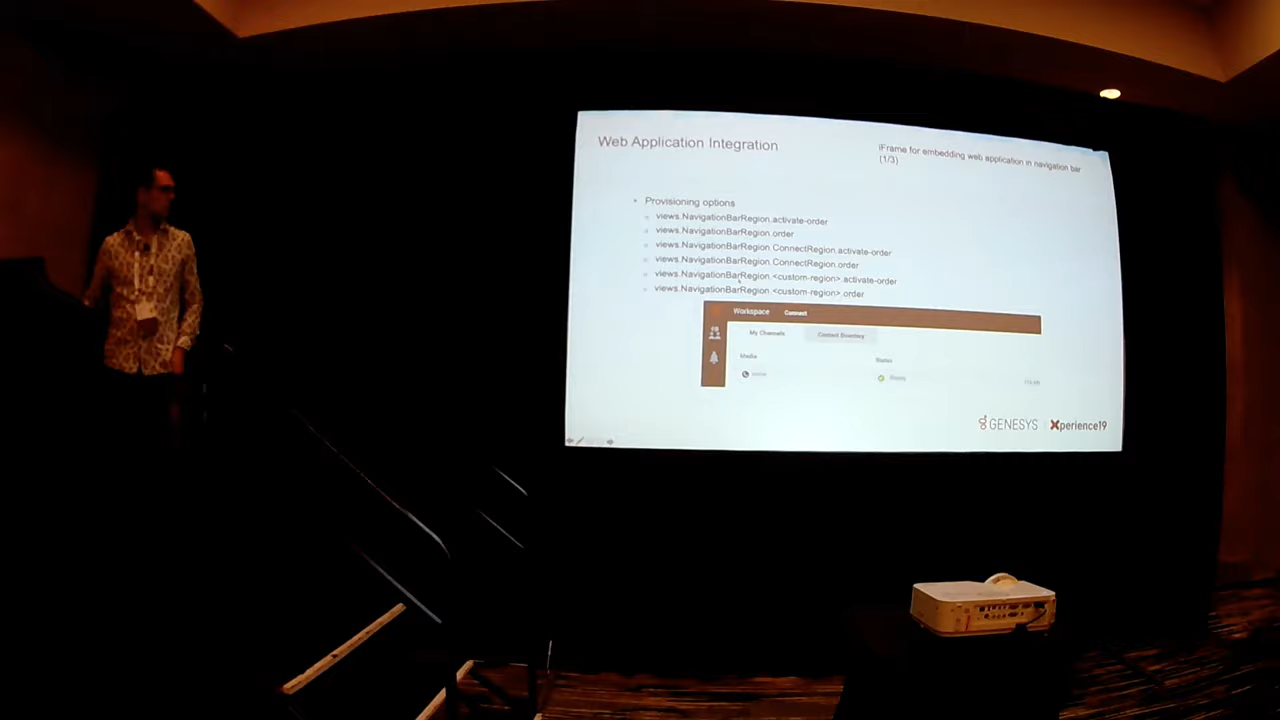 Web Application Integration
iFrame for embedding web application in navigation bar
(1/3)
Provisioning options
views.NavigationBarRegion.activate-order
views.NavigationBarRegion.order
views.NavigationBarRegion.ConnectRegion.activate-order
views.NavigationBarRegion.ConnectRegion.order
views.NavigationBarRegion.<custom-region>.activate-order
views.NavigationBarRegion.<custom-region>.order
Workspace Connect
My Channels Contact Directory
Media Status
Ready
GENESYS Xperience19